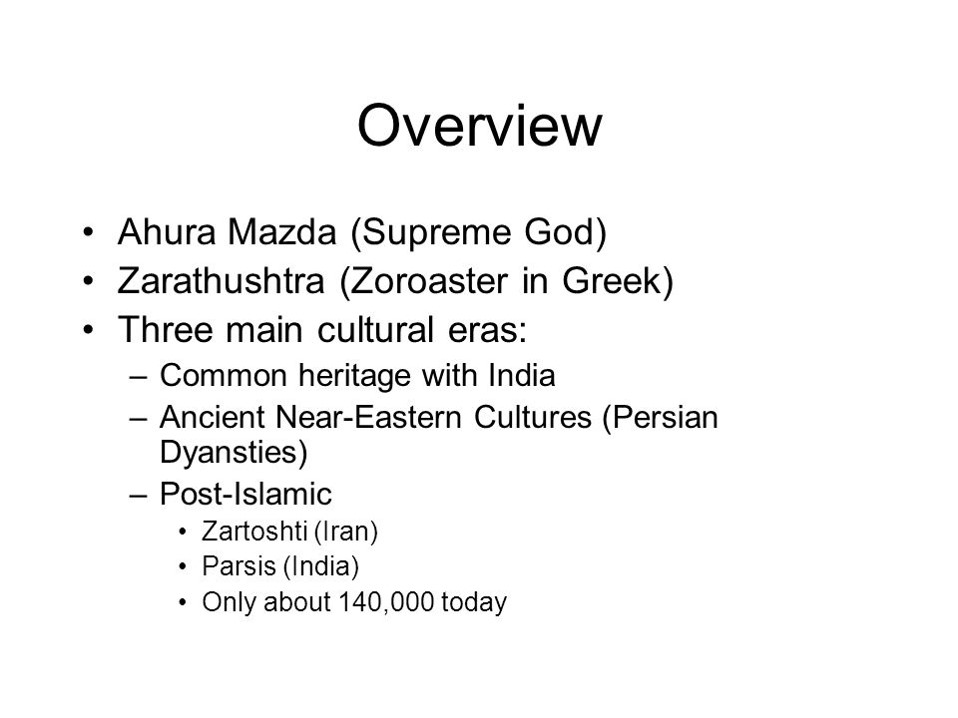 Overview
• Ahura Mazda (Supreme God)
• Zarathushtra (Zoroaster in Greek)
• Three main cultural eras:
– Common heritage with India
– Ancient Near-Eastern Cultures (Persian
Dyansties)
– Post-Islamic
• Zartoshti (Iran)
• Parsis (India)
• Only about 140,000 today